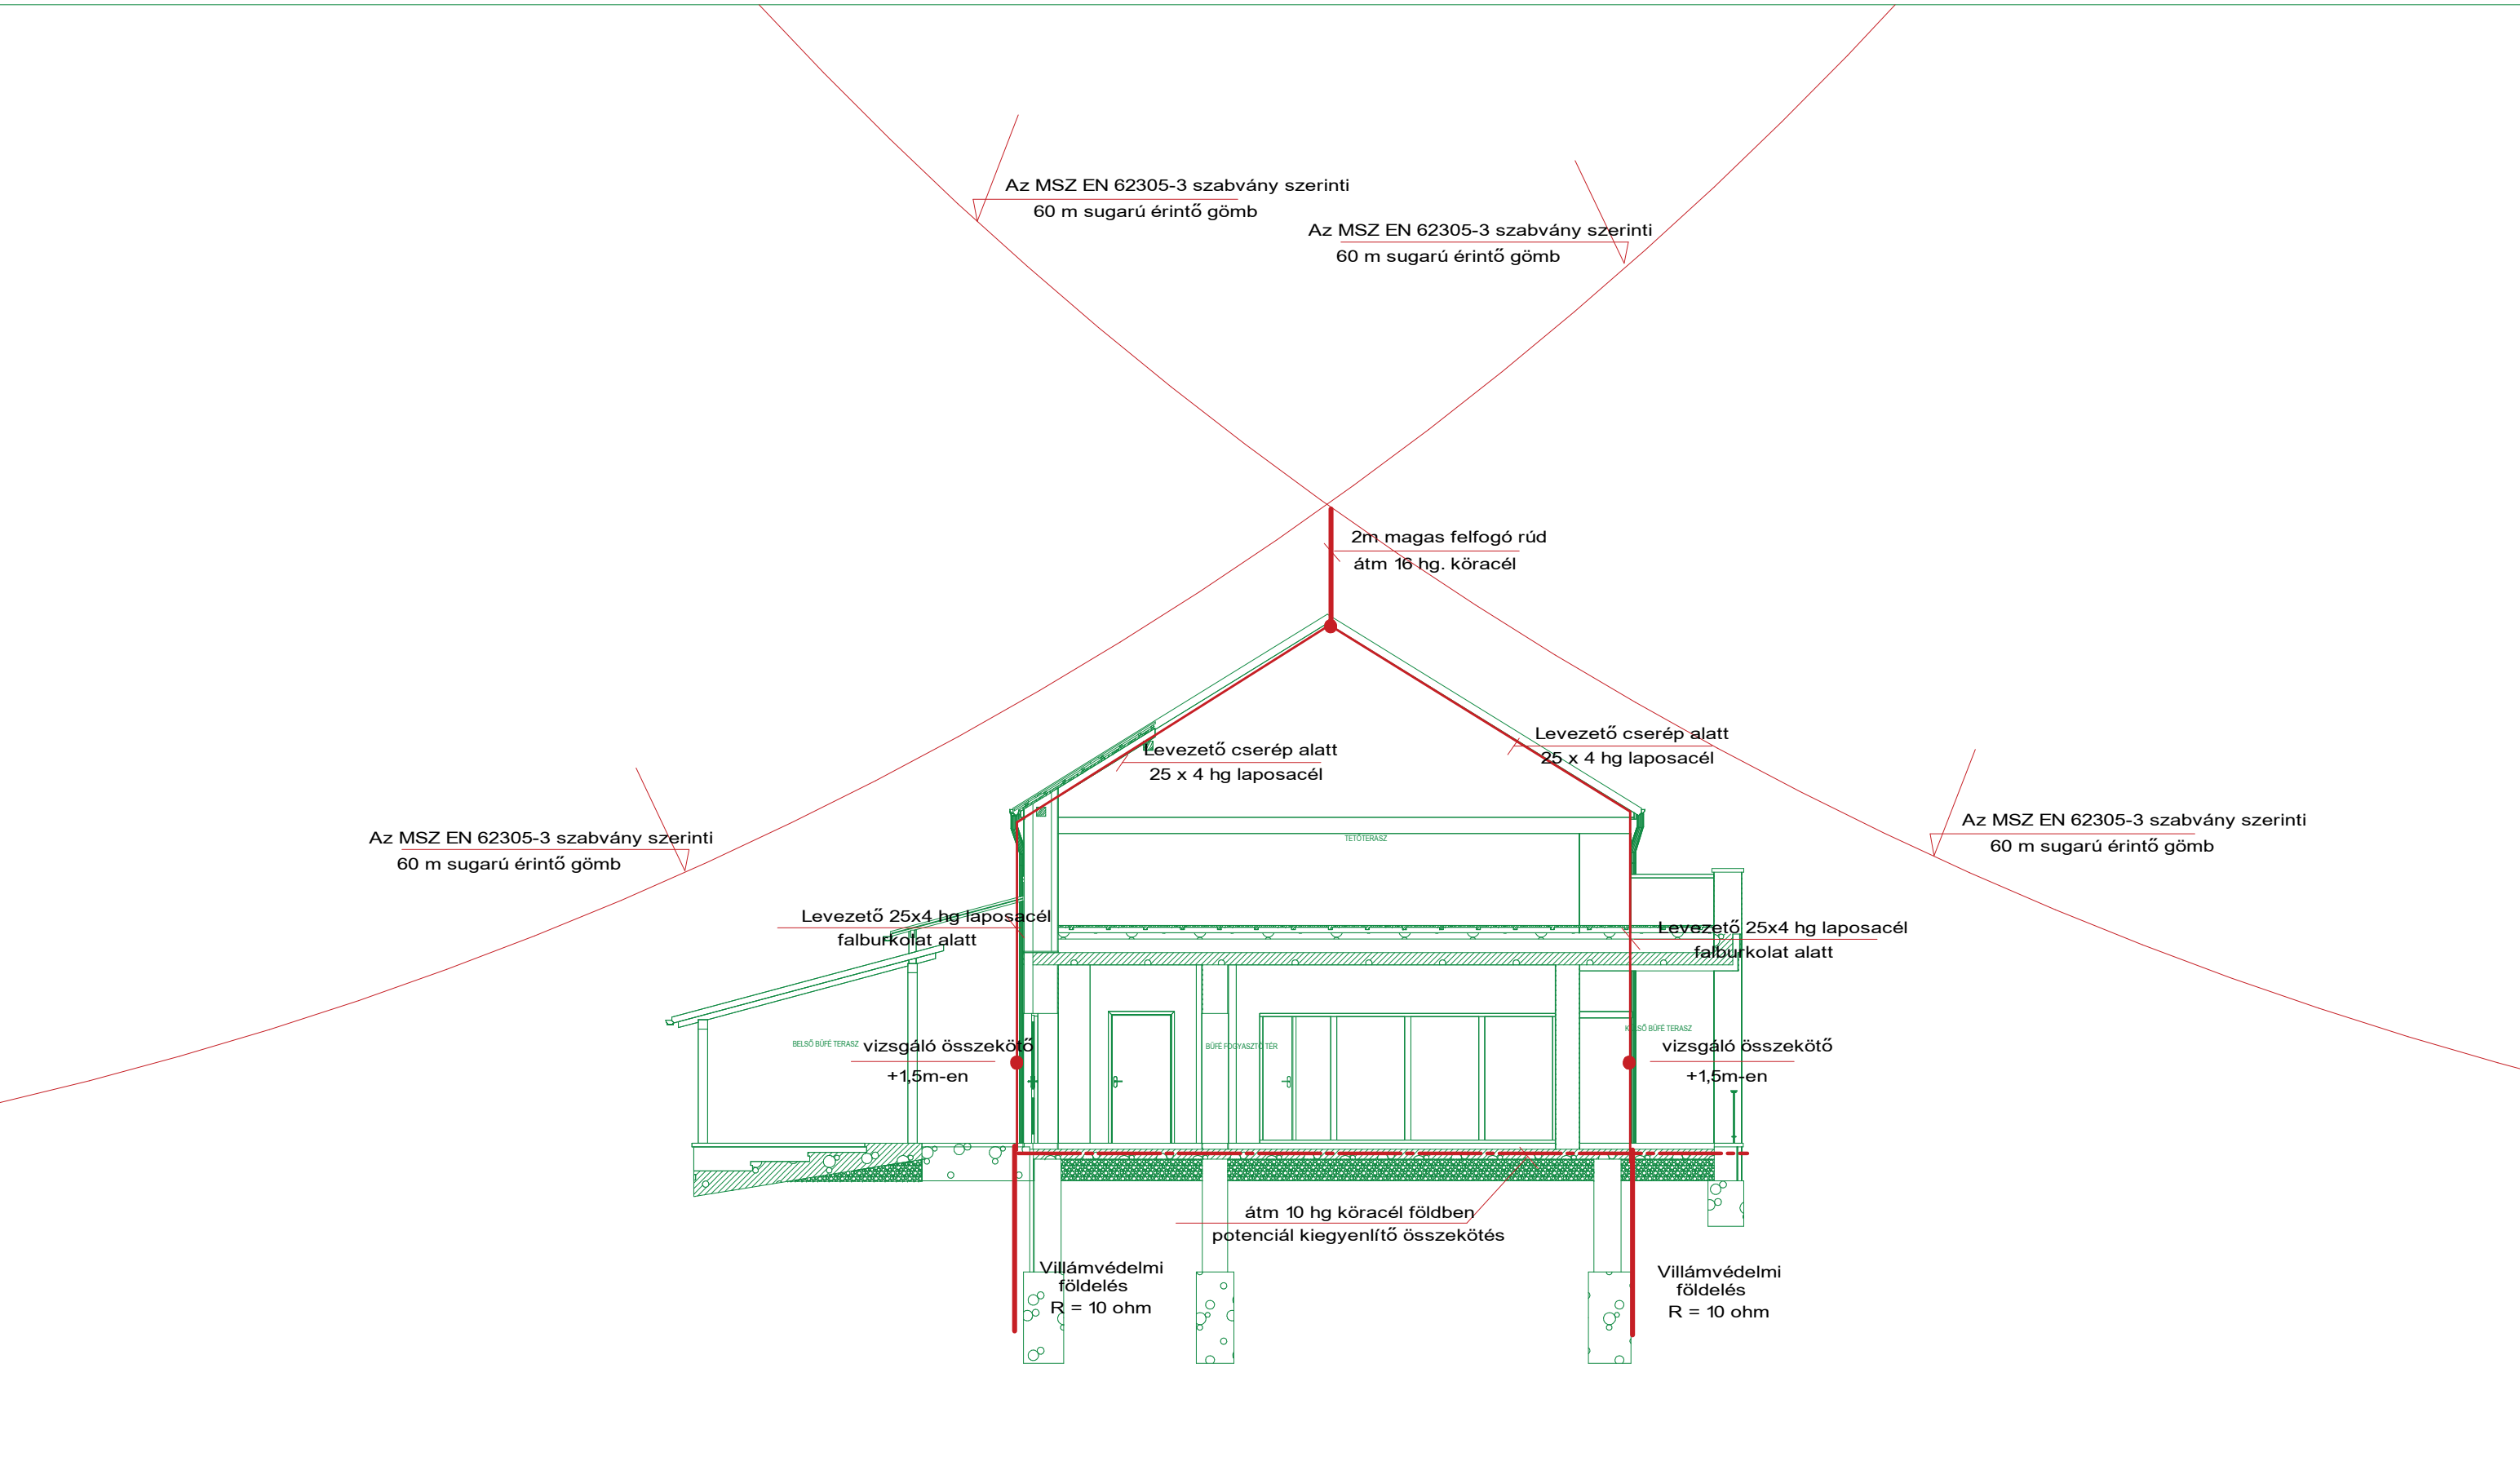 Az MSZ EN 62305-3 szabvány szerinti
60 m sugarú érintő gömb
Az MSZ EN 62305-3 szabvány szerinti
60 m sugarú érintő gömb
2m magas felfogó rúd
átm 16 hg. köracél
Levezető cserép alatt
25 x 4 hg laposacél
Levezető cserép alatt
25 x 4 hg laposacél
Az MSZ EN 62305-3 szabvány szerinti
60 m sugarú érintő gömb
Az MSZ EN 62305-3 szabvány szerinti
60 m sugarú érintő gömb
TETŐTERASZ
Levezető 25x4 hg laposacél
falburkolat alatt
Levezető 25x4 hg laposacél
falburkolat alatt
BELSŐ BÜFÉ TERASZ
vizsgáló összekötő
+1,5m-en
BÜFÉ FOGYASZTÓ TÉR
KÜLSŐ BÜFÉ TERASZ
vizsgáló összekötő
+1,5m-en
átm 10 hg köracél földben
potenciál kiegyenlítő összekötés
Villámvédelmi
földelés
R = 10 ohm
Villámvédelmi
földelés
R = 10 ohm